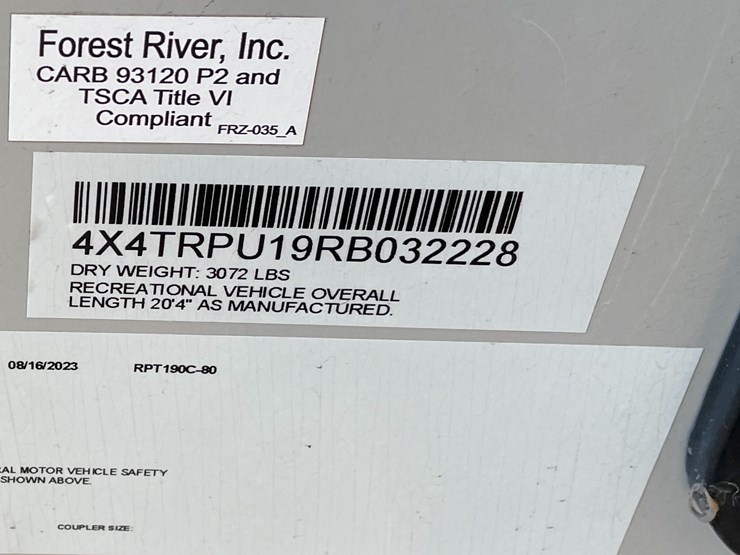 Forest River, Inc.
CARB 93120 P2 and
TSCA Title VI
Compliant FRZ-035_A
4X4TRPU19RB032228
DRY WEIGHT: 3072 LBS
RECREATIONAL VEHICLE OVERALL
LENGTH 20'4" AS MANUFACTURED.
08/16/2023 RPT190C-80
MOTOR VEHICLE SAFETY
SHOWN ABOVE.
COUPLER SIZE: